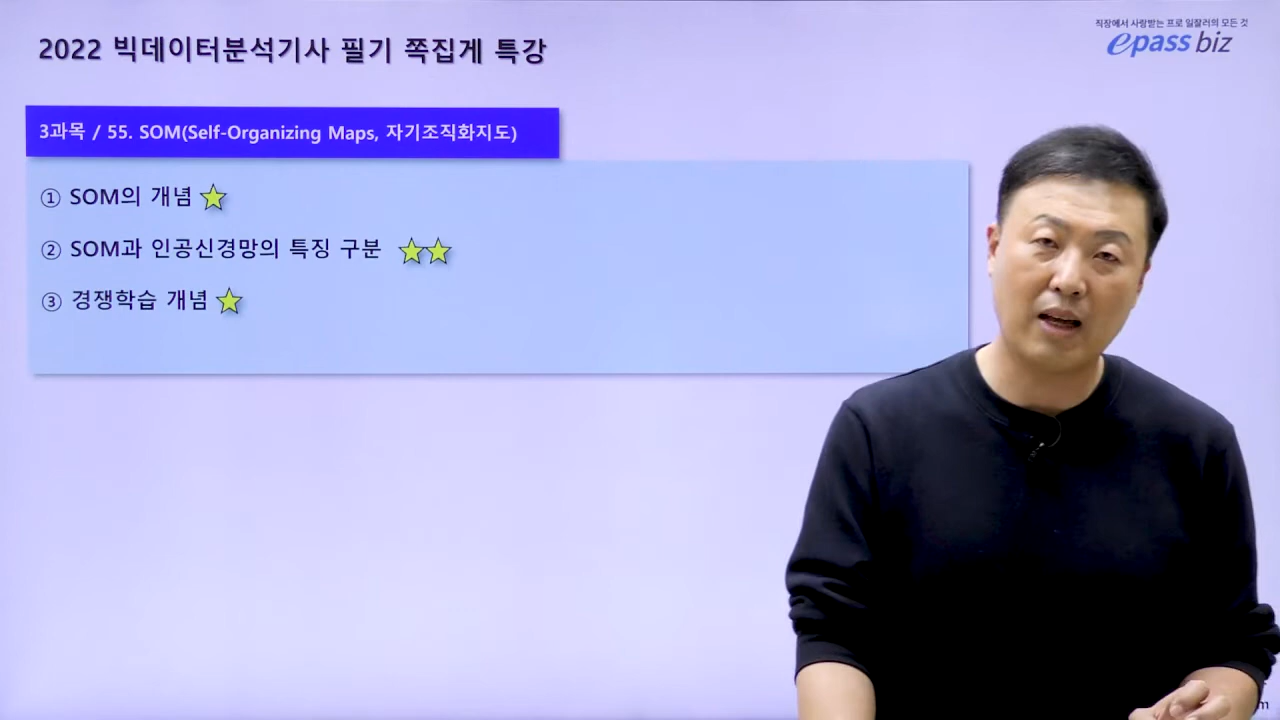 직장에서 사랑받는 프로 일잘러의 모든 것
epass biz
2022 빅데이터분석기사 필기 쪽집게 특강
3과목 / 55. SOM(Self-Organizing Maps, 자기조직화지도)
① SOM의 개념
② SOM과 인공신경망의 특징 구분
③ 경쟁학습 개념